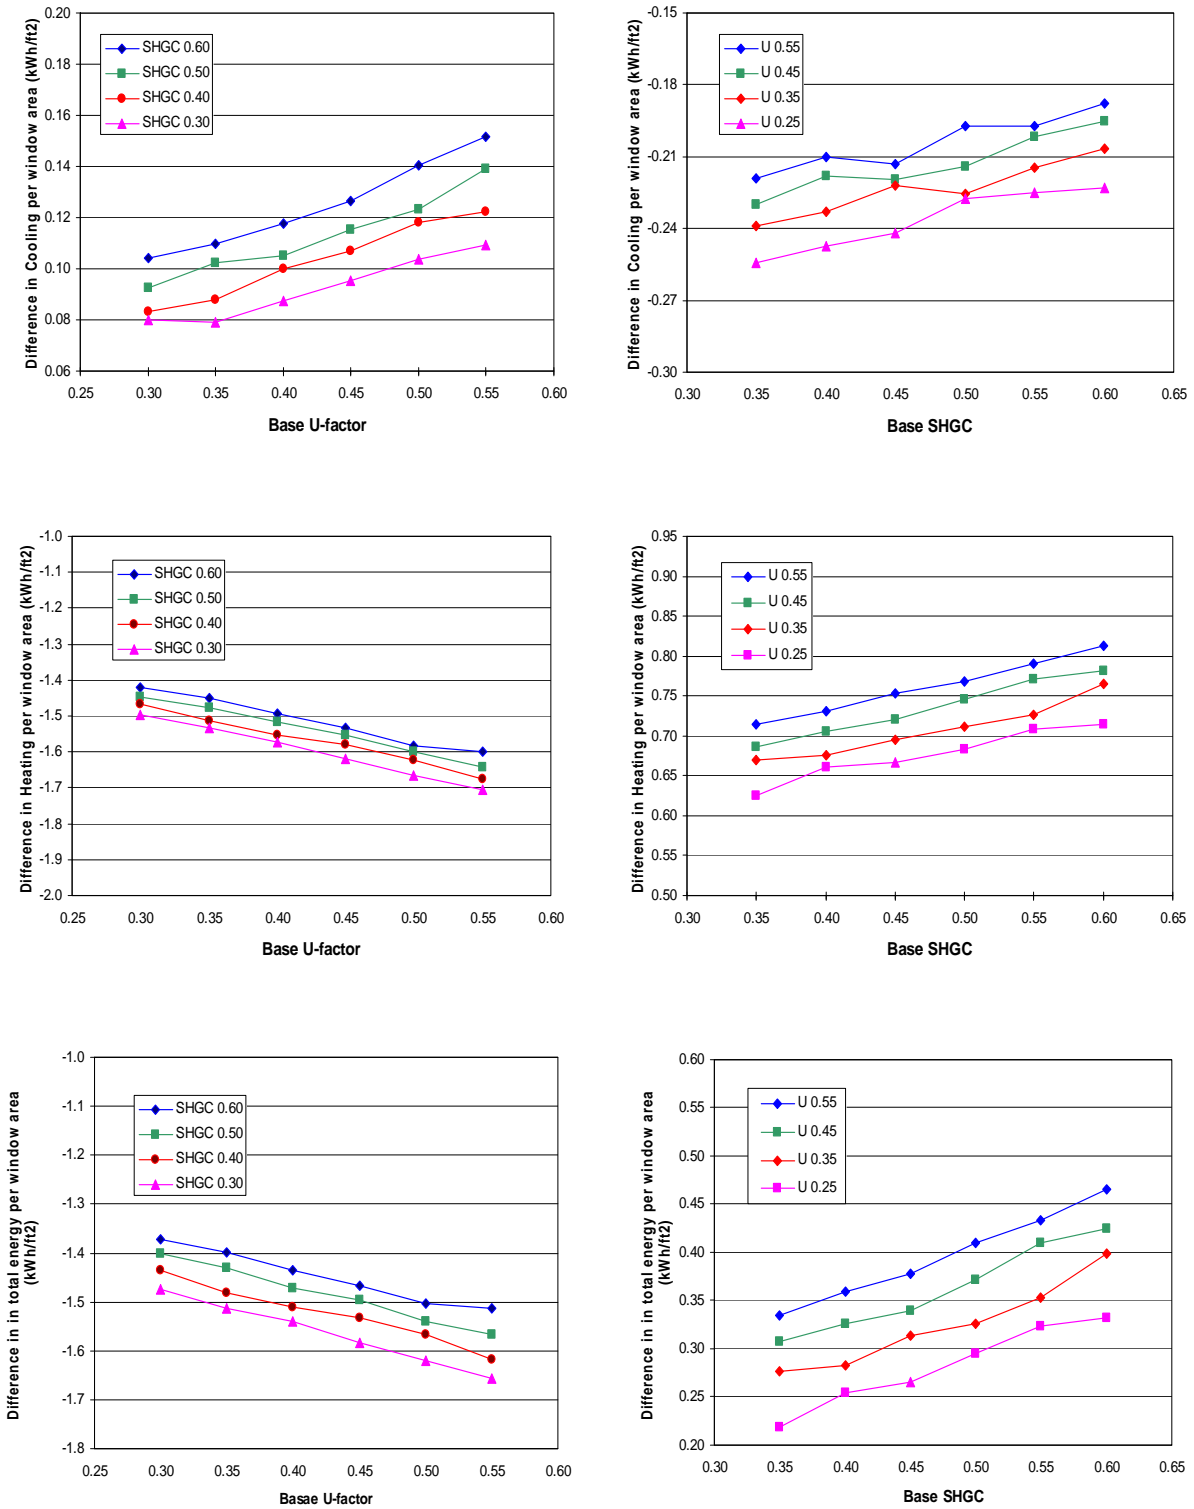 Difference in Cooling per window area (kWh/ft2)
0.20
0.18
0.16
0.14
0.12
0.10
0.08
0.06
SHGC 0.60
SHGC 0.50
SHGC 0.40
SHGC 0.30
0.25 0.30 0.35 0.40 0.45 0.50 0.55 0.60
Base U-factor
Difference in Cooling per window area (kWh/ft2)
-0.15
-0.18
-0.21
-0.24
-0.27
-0.30
U 0.55
U 0.45
U 0.35
U 0.25
0.30 0.35 0.40 0.45 0.50 0.55 0.60 0.65
Base SHGC
Difference in Heating per window area (kWh/ft2)
-1.0
-1.1
-1.2
-1.3
-1.4
-1.5
-1.6
-1.7
-1.8
-1.9
-2.0
SHGC 0.60
SHGC 0.50
SHGC 0.40
SHGC 0.30
0.25 0.30 0.35 0.40 0.45 0.50 0.55 0.60
Base U-factor
Difference in Heating per window area (kWh/ft2)
0.95
0.90
0.85
0.80
0.75
0.70
0.65
0.60
0.55
0.50
U 0.55
U 0.45
U 0.35
U 0.25
0.30 0.35 0.40 0.45 0.50 0.55 0.60 0.65
Base SHGC
Difference in in total energy per window area
(kWh/ft2)
-1.0
-1.1
-1.2
-1.3
-1.4
-1.5
-1.6
-1.7
-1.8
SHGC 0.60
SHGC 0.50
SHGC 0.40
SHGC 0.30
0.25 0.30 0.35 0.40 0.45 0.50 0.55 0.60
Basae U-factor
Difference in in total energy per window area
(kWh/ft2)
0.60
0.55
0.50
0.45
0.40
0.35
0.30
0.25
0.20
U 0.55
U 0.45
U 0.35
U 0.25
0.30 0.35 0.40 0.45 0.50 0.55 0.60 0.65
Base SHGC